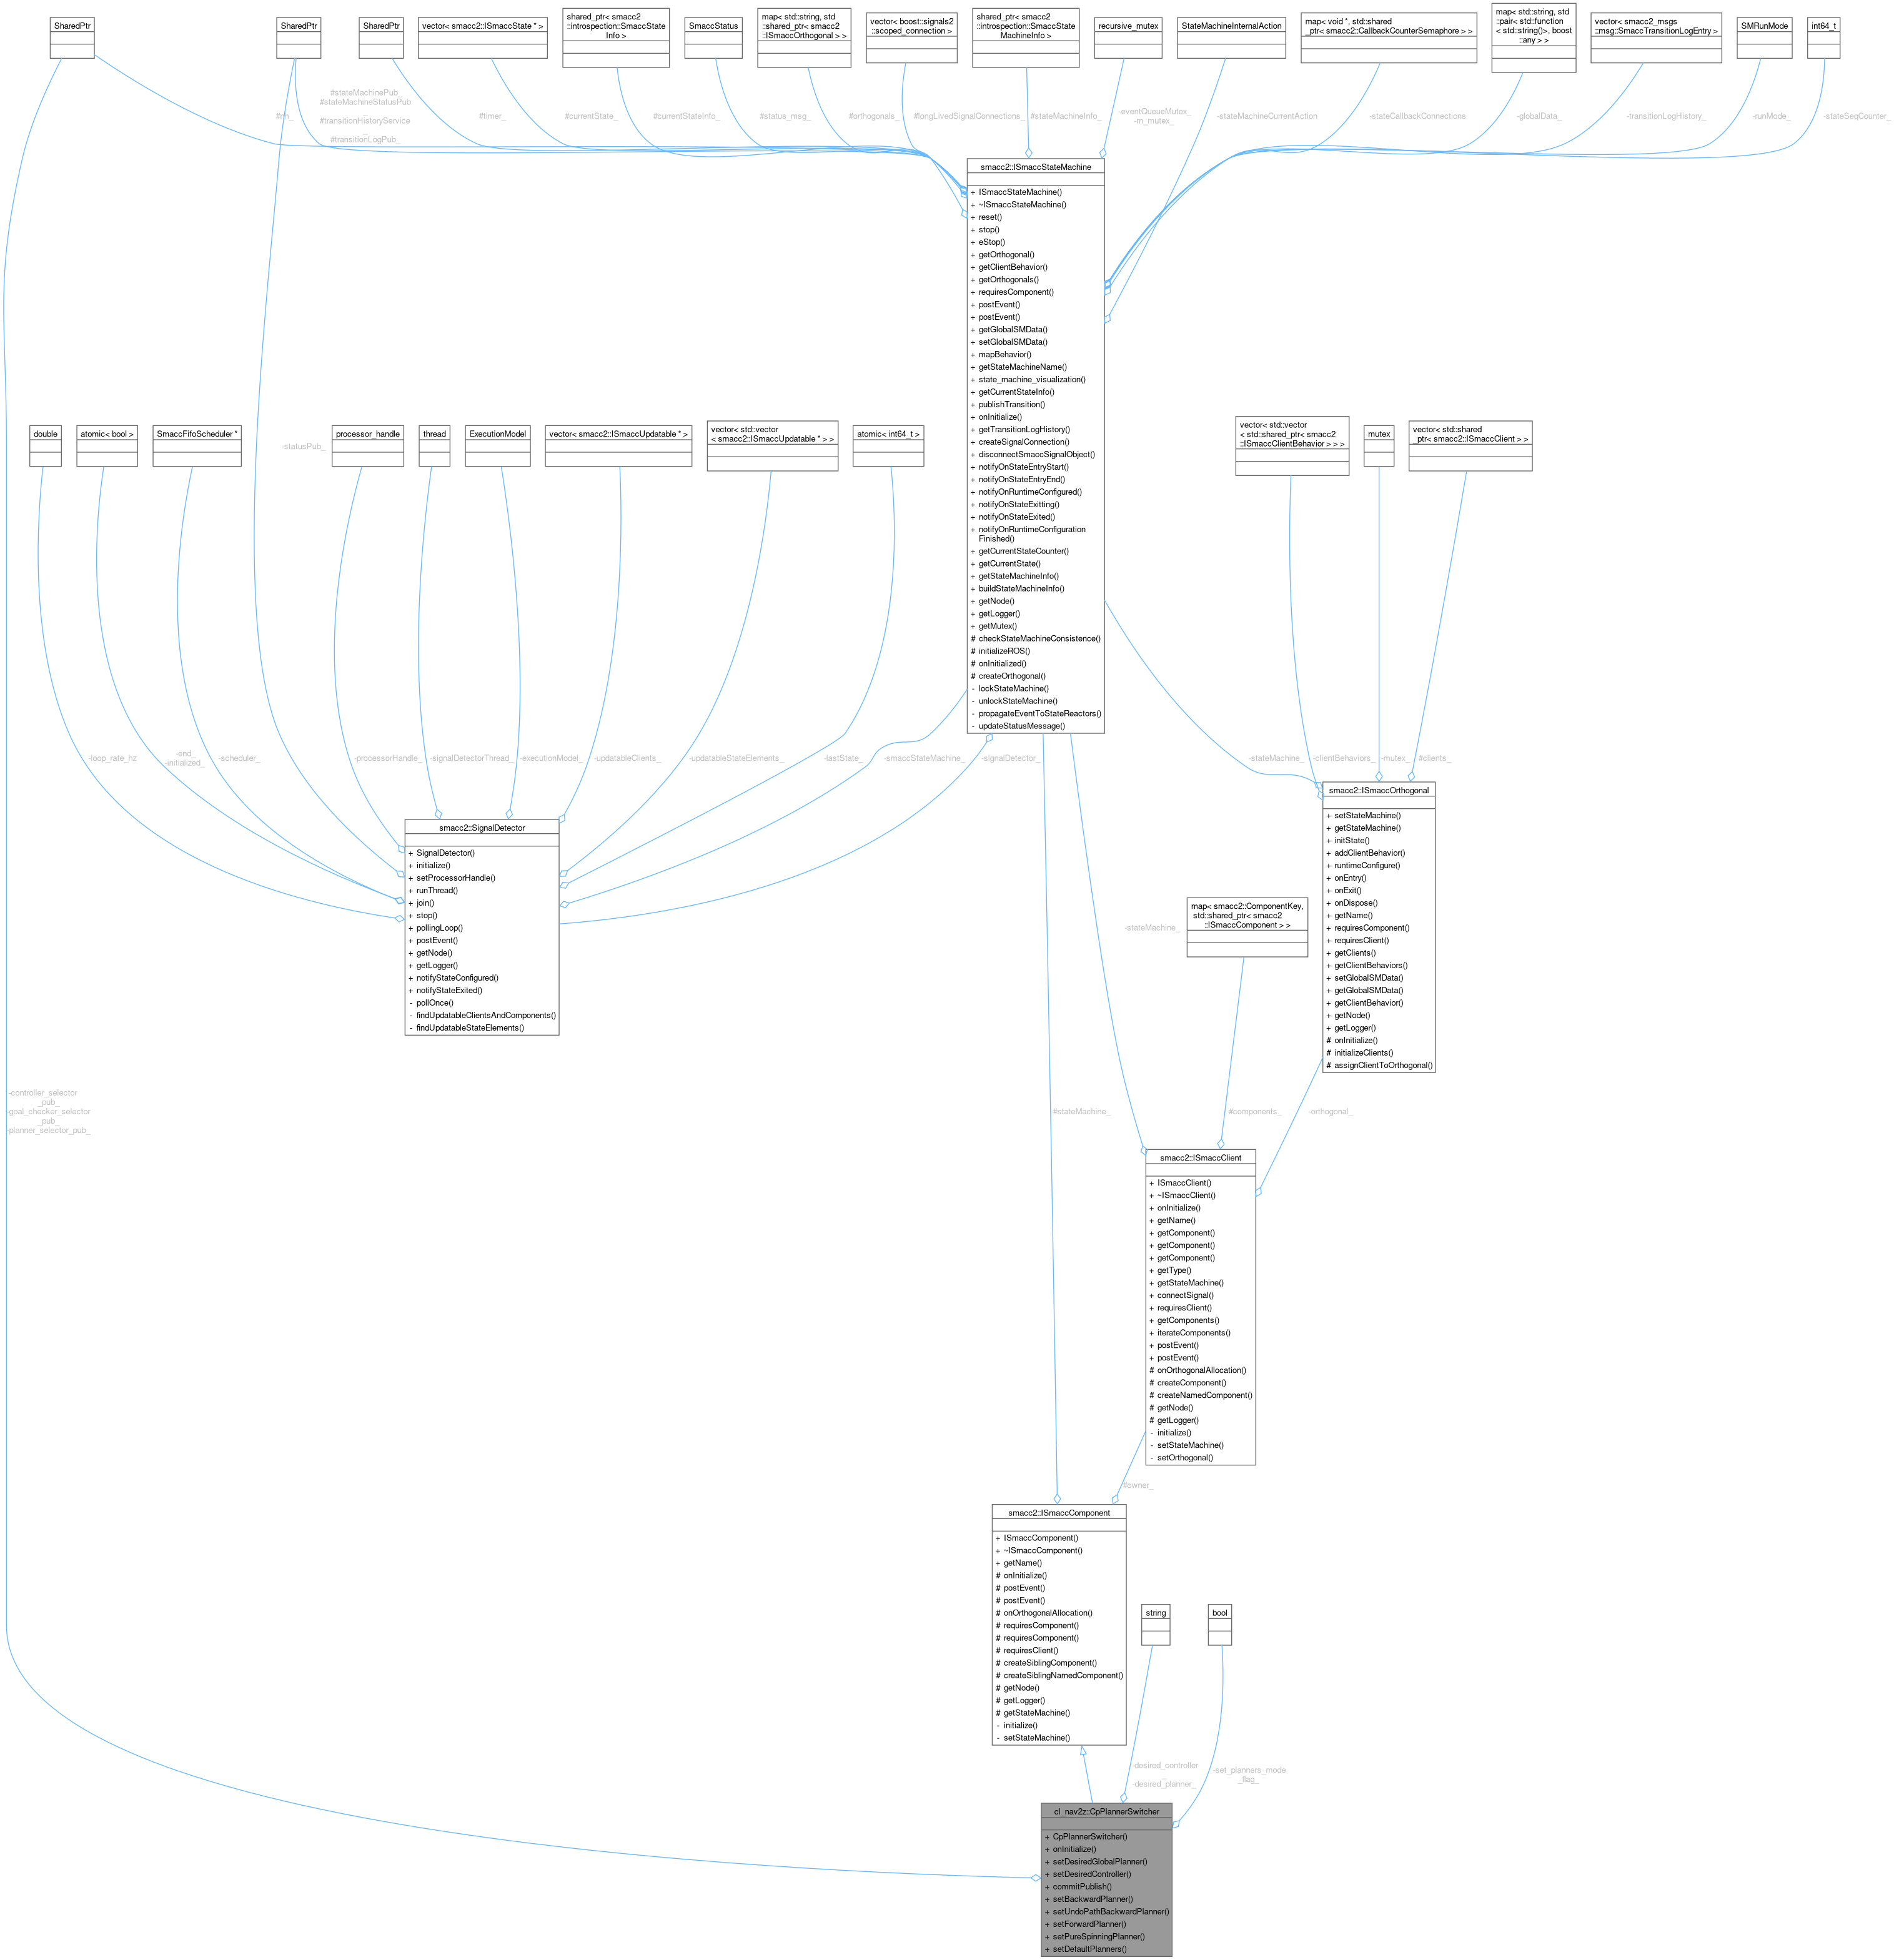 SharedPtr
SharedPtr
SharedPtr
vector< smacc2::ISmaccState * >
shared_ptr< smacc2
::introspection::SmaccState
Info >
SmaccStatus
map< std::string, std
::shared_ptr< smacc2
::ISmaccOrthogonal > >
vector< boost::signals2
::scoped_connection >
shared_ptr< smacc2
::introspection::SmaccState
MachineInfo >
recursive_mutex
StateMachineInternalAction
map< void *, std::shared
_ptr< smacc2::CallbackCounterSemaphore > >
map< std::string, std
::pair< std::function
< std::string()>, boost
::any > >
vector< smacc2_msgs
::msg::SmaccTransitionLogEntry >
SMRunMode
int64_t
#nh_
#stateMachinePub_
#stateMachineStatusPub
_
#transitionHistoryService
_
#transitionLogPub_
#timer_
#currentState_
#currentStateInfo_
#status_msg_
#orthogonals_
#longLivedSignalConnections_
#stateMachineInfo_
-eventQueueMutex_
-m_mutex_
-stateMachineCurrentAction
-stateCallbackConnections
-globalData_
-transitionLogHistory_
-runMode_
-stateSeqCounter_
smacc2::ISmaccStateMachine
+ ISmaccStateMachine()
+ ~ISmaccStateMachine()
+ reset()
+ stop()
+ eStop()
+ getOrthogonal()
+ getClientBehavior()
+ getOrthogonals()
+ requiresComponent()
+ postEvent()
+ postEvent()
+ getGlobalSMData()
+ setGlobalSMData()
+ mapBehavior()
+ getStateMachineName()
+ state_machine_visualization()
+ getCurrentStateInfo()
+ publishTransition()
+ onInitialize()
+ getTransitionLogHistory()
+ createSignalConnection()
+ disconnectSmaccSignalObject()
+ notifyOnStateEntryStart()
+ notifyOnStateEntryEnd()
+ notifyOnRuntimeConfigured()
+ notifyOnStateExitting()
+ notifyOnStateExited()
+ notifyOnRuntimeConfiguration
Finished()
+ getCurrentStateCounter()
+ getCurrentState()
+ getStateMachineInfo()
+ buildStateMachineInfo()
+ getNode()
+ getLogger()
+ getMutex()
# checkStateMachineConsistence()
# initializeROS()
# onInitialized()
# createOrthogonal()
- lockStateMachine()
- unlockStateMachine()
- propagateEventToStateReactors()
- updateStatusMessage()
double
atomic< bool >
SmaccFifoScheduler *
-statusPub_
processor_handle
thread
ExecutionModel
vector< smacc2::ISmaccUpdatable * >
vector< std::vector
< smacc2::ISmaccUpdatable * > >
atomic< int64_t >
vector< std::vector
< std::shared_ptr< smacc2
::ISmaccClientBehavior > > >
mutex
vector< std::shared
_ptr< smacc2::ISmaccClient > >
-loop_rate_hz
-end_
-initialized_
-scheduler_
-processorHandle_
-signalDetectorThread_
-executionModel_
-updatableClients_
-updatableStateElements_
-lastState_
-smaccStateMachine_
-signalDetector_
-stateMachine_
-clientBehaviors_
-mutex_
#clients_
smacc2::SignalDetector
+ SignalDetector()
+ initialize()
+ setProcessorHandle()
+ runThread()
+ join()
+ stop()
+ pollingLoop()
+ postEvent()
+ getNode()
+ getLogger()
+ notifyStateConfigured()
+ notifyStateExited()
- pollOnce()
- findUpdatableClientsAndComponents()
- findUpdatableStateElements()
smacc2::ISmaccOrthogonal
+ setStateMachine()
+ getStateMachine()
+ initState()
+ addClientBehavior()
+ runtimeConfigure()
+ onEntry()
+ onExit()
+ onDispose()
+ getName()
+ requiresComponent()
+ requiresClient()
+ getClients()
+ getClientBehaviors()
+ setGlobalSMData()
+ getGlobalSMData()
+ getClientBehavior()
+ getNode()
+ getLogger()
# onInitialize()
# initializeClients()
# assignClientToOrthogonal()
-stateMachine_
map< smacc2::ComponentKey,
std::shared_ptr< smacc2
::ISmaccComponent > >
-controller_selector
_pub_
-goal_checker_selector
_pub_
-planner_selector_pub_
#stateMachine_
#components_
-orthogonal_
smacc2::ISmaccClient
+ ISmaccClient()
+ ~ISmaccClient()
+ onInitialize()
+ getName()
+ getComponent()
+ getComponent()
+ getComponent()
+ getType()
+ getStateMachine()
+ connectSignal()
+ requiresClient()
+ getComponents()
+ iterateComponents()
+ postEvent()
+ postEvent()
# onOrthogonalAllocation()
# createComponent()
# createNamedComponent()
# getNode()
# getLogger()
- initialize()
- setStateMachine()
- setOrthogonal()
#owner_
smacc2::ISmaccComponent
+ ISmaccComponent()
+ ~ISmaccComponent()
+ getName()
# onInitialize()
# postEvent()
# postEvent()
# onOrthogonalAllocation()
# requiresComponent()
# requiresComponent()
# requiresClient()
# createSiblingComponent()
# createSiblingNamedComponent()
# getNode()
# getLogger()
# getStateMachine()
- initialize()
- setStateMachine()
string
bool
-desired_controller
_
-desired_planner_
-set_planners_mode
_flag_
cl_nav2z::CpPlannerSwitcher
+ CpPlannerSwitcher()
+ onInitialize()
+ setDesiredGlobalPlanner()
+ setDesiredController()
+ commitPublish()
+ setBackwardPlanner()
+ setUndoPathBackwardPlanner()
+ setForwardPlanner()
+ setPureSpinningPlanner()
+ setDefaultPlanners()